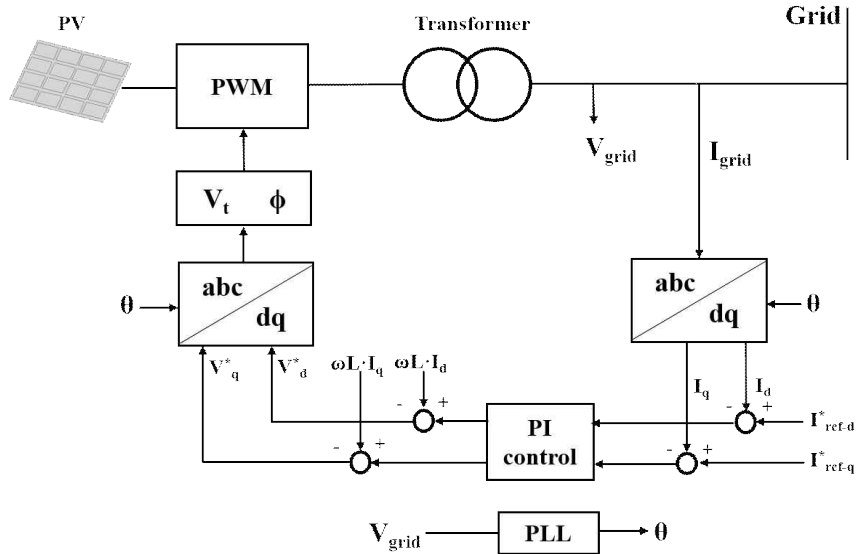 PV
Transformer
Grid
PWM
V_grid
I_grid
V_t φ
abc
dq
θ
abc
dq
θ
V*_q
V*_d
ωL·I_q
ωL·I_d
I_q
I_d
- +
- +
- +
- +
PI
control
I*_ref-d
I*_ref-q
V_grid
PLL
θ